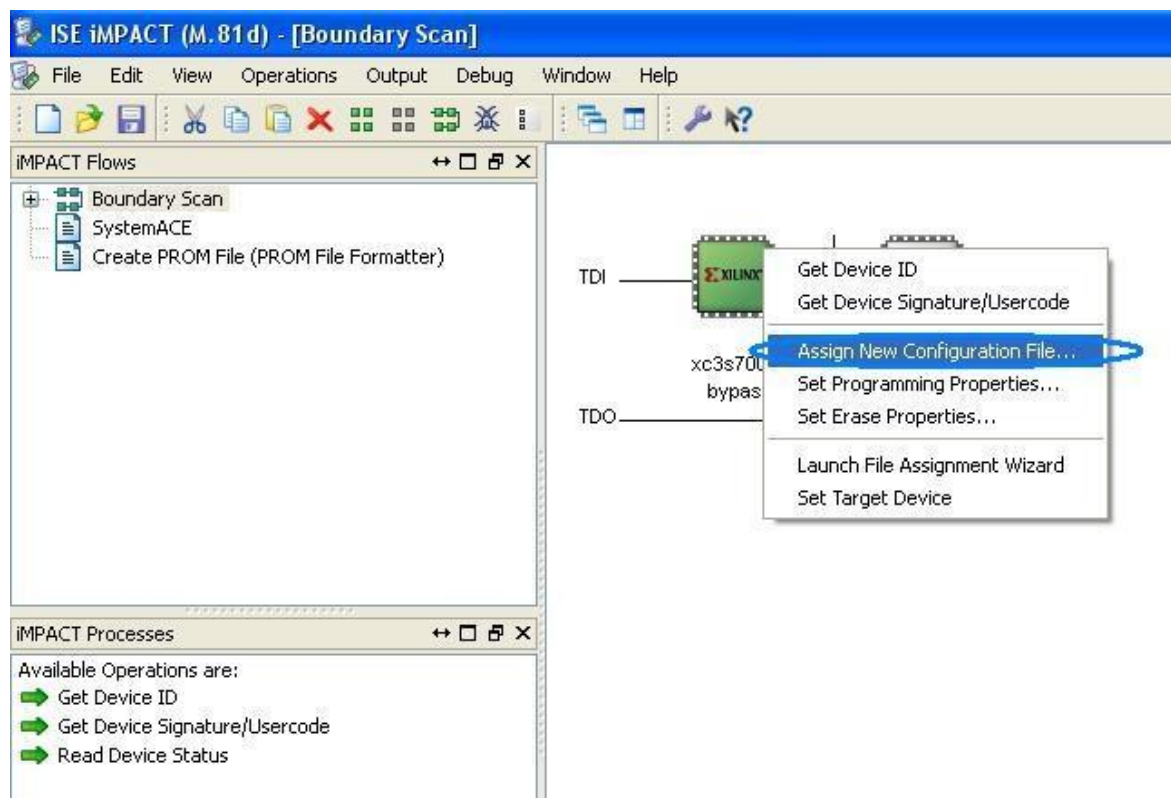 ISE iMPACT (M.81d) - [Boundary Scan]
File Edit View Operations Output Debug Window Help
iMPACT Flows
Boundary Scan
SystemACE
Create PROM File (PROM File Formatter)
TDI
XILINX
xc3s700
bypas
TDO
Get Device ID
Get Device Signature/Usercode
Assign New Configuration File...
Set Programming Properties...
Set Erase Properties...
Launch File Assignment Wizard
Set Target Device
iMPACT Processes
Available Operations are:
Get Device ID
Get Device Signature/Usercode
Read Device Status